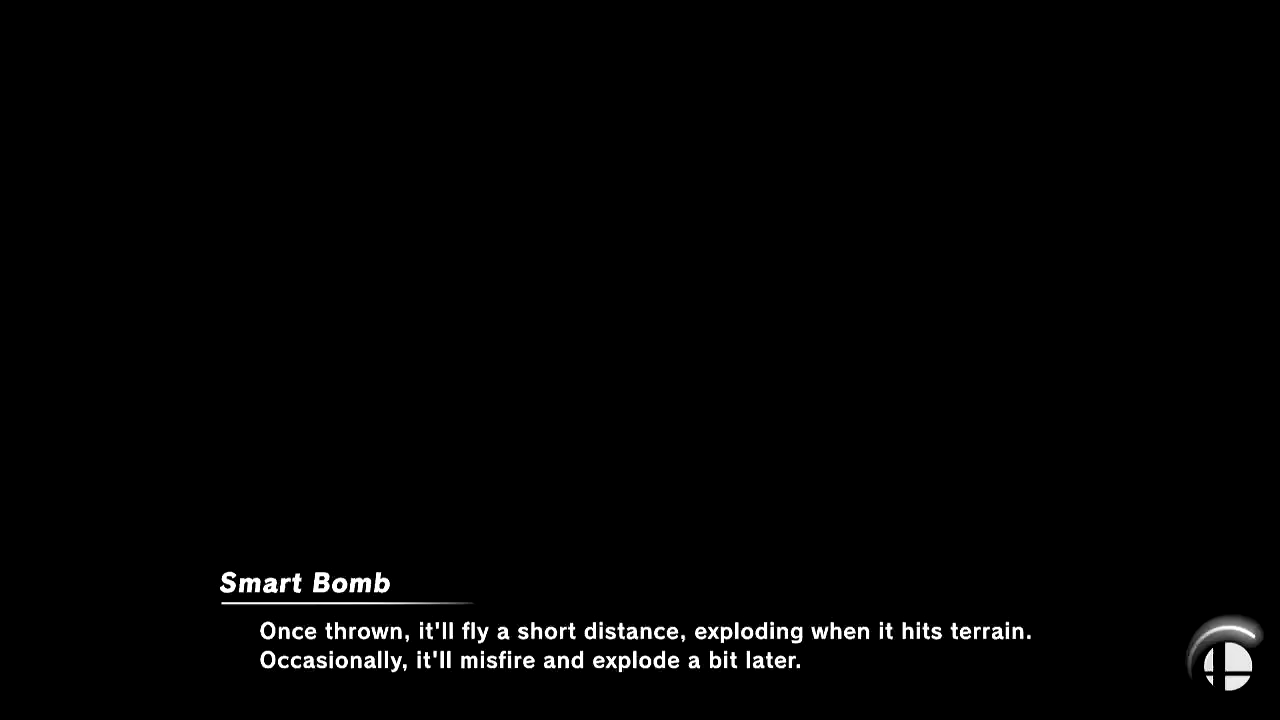 Smart Bomb
Once thrown, it'll fly a short distance, exploding when it hits terrain.
Occasionally, it'll misfire and explode a bit later.